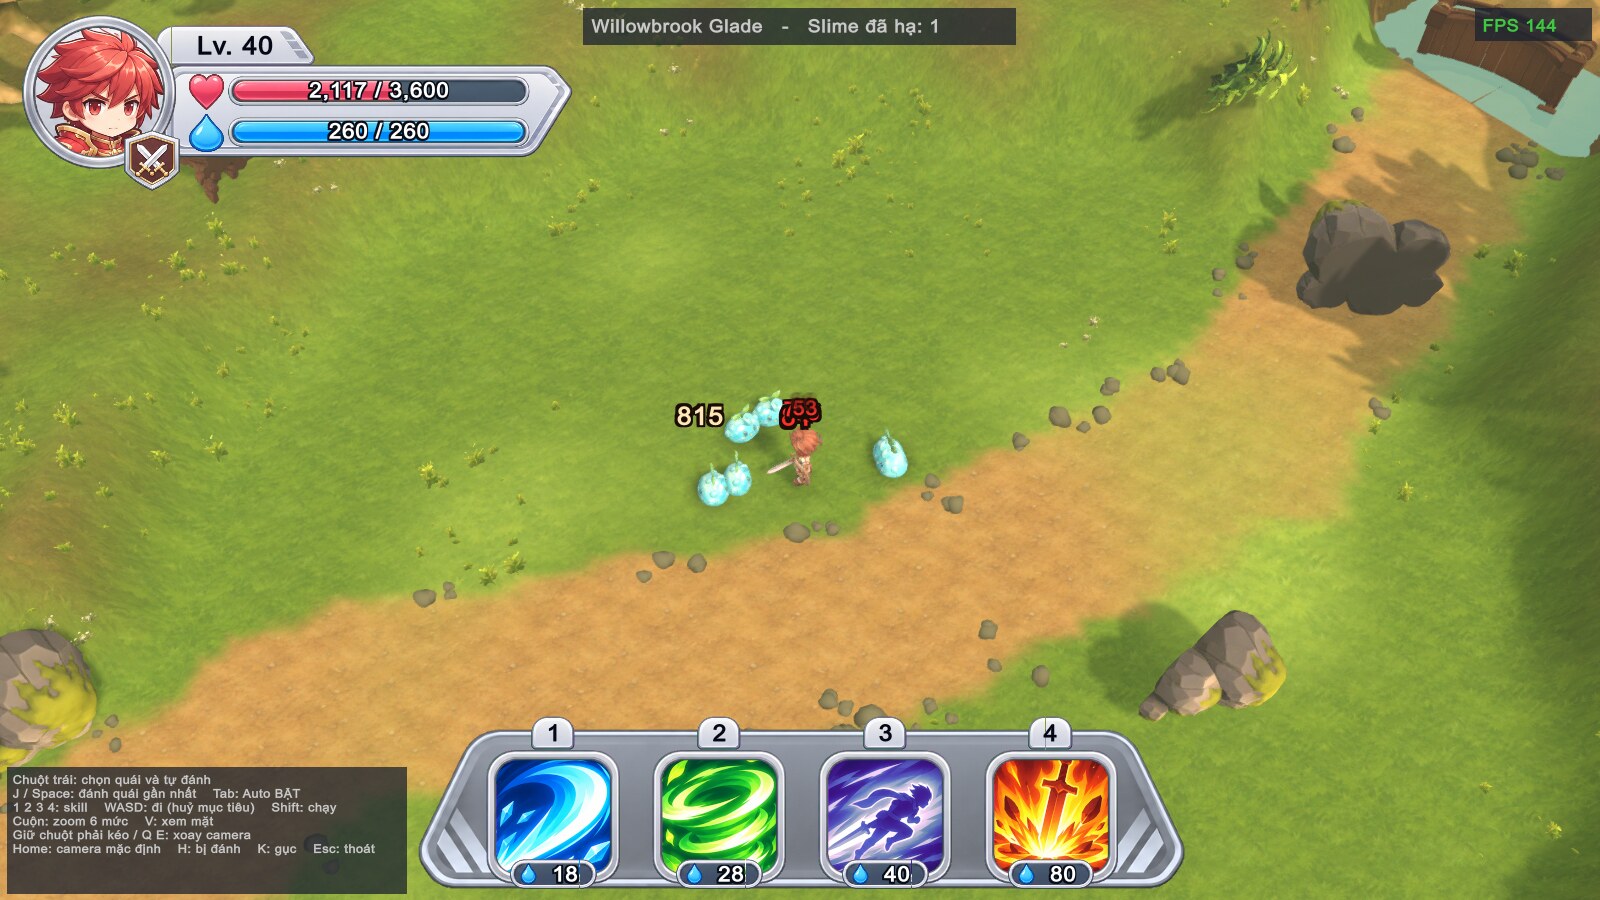 Willowbrook Glade - Slime đã hạ: 1
FPS 144
Lv. 40
2,117 / 3,600
260 / 260
815
753
1
2
3
4
18
28
40
80
Chuột trái: chọn quái và tự đánh
J / Space: đánh quái gần nhất Tab: Auto BẬT
1 2 3 4: skill WASD: đi (huỷ mục tiêu) Shift: chạy
Cuộn: zoom 6 mức V: xem mặt
Giữ chuột phải kéo / Q E: xoay camera
Home: camera mặc định H: bị đánh K: gục Esc: thoát